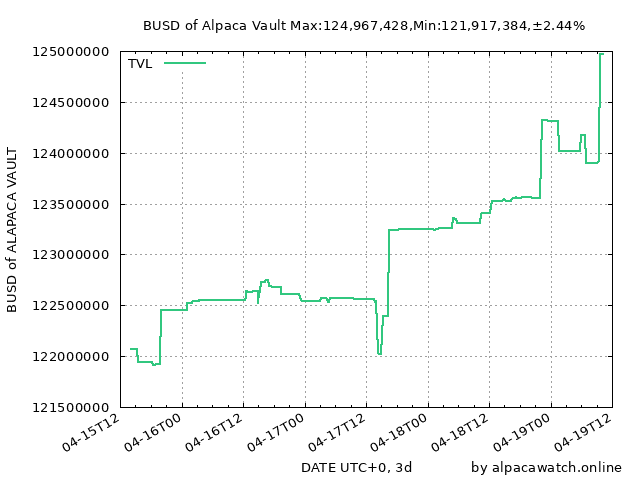 BUSD of Alpaca Vault Max:124,967,428,Min:121,917,384,±2.44%
TVL
BUSD of ALAPACA VAULT
125000000
124500000
124000000
123500000
123000000
122500000
122000000
121500000
04-15T12
04-16T00
04-16T12
04-17T00
04-17T12
04-18T00
04-18T12
04-19T00
04-19T12
DATE UTC+0, 3d
by alpacawatch.online